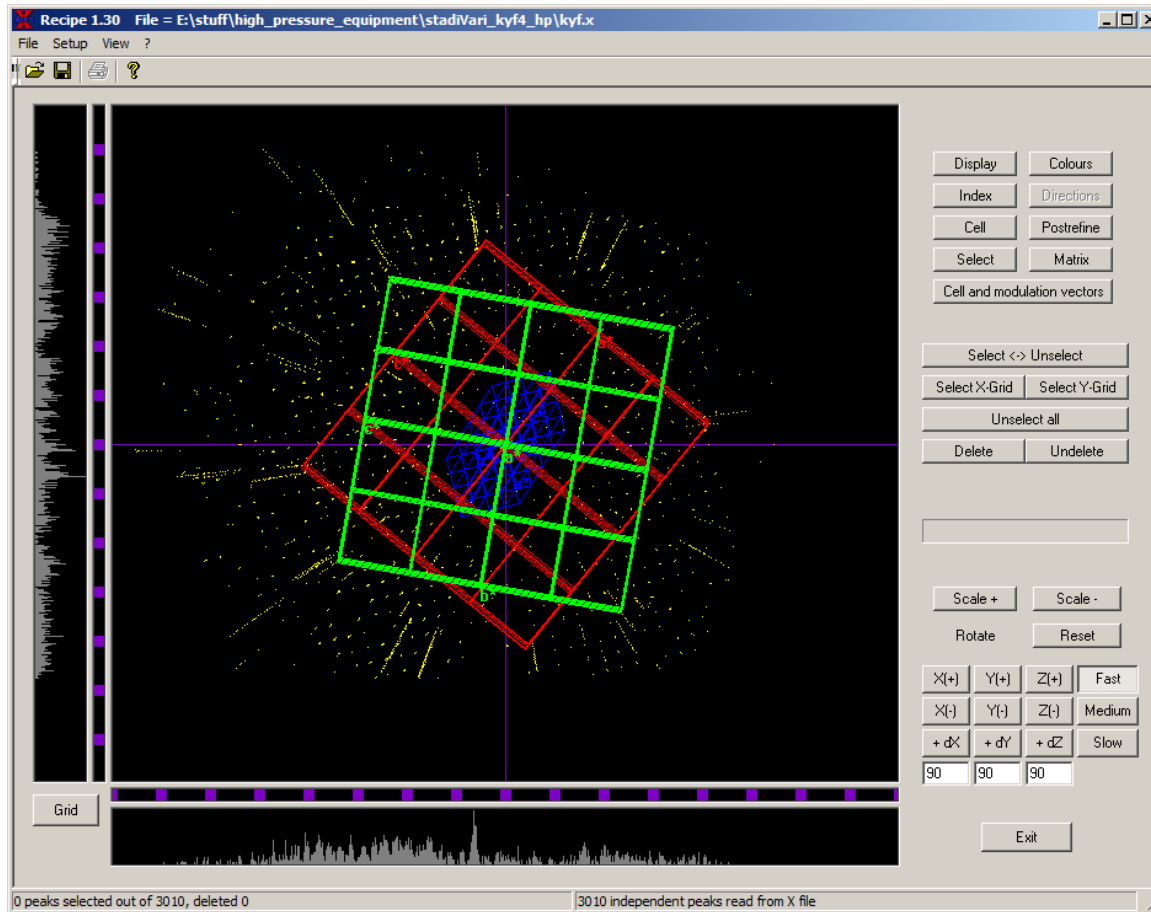 Recipe 1.30 File = E:\stuff\high_pressure_equipment\stadiVari_kyf4_hp\kyf.x
File Setup View ?
Display Colours
Index Directions
Cell Postrefine
Select Matrix
Cell and modulation vectors
Select <-> Unselect
Select X-Grid Select Y-Grid
Unselect all
Delete Undelete
Scale + Scale -
Rotate Reset
X(+) Y(+) Z(+) Fast
X(-) Y(-) Z(-) Medium
+ dX + dY + dZ Slow
90 90 90
Grid
Exit
0 peaks selected out of 3010, deleted 0 3010 independent peaks read from X file